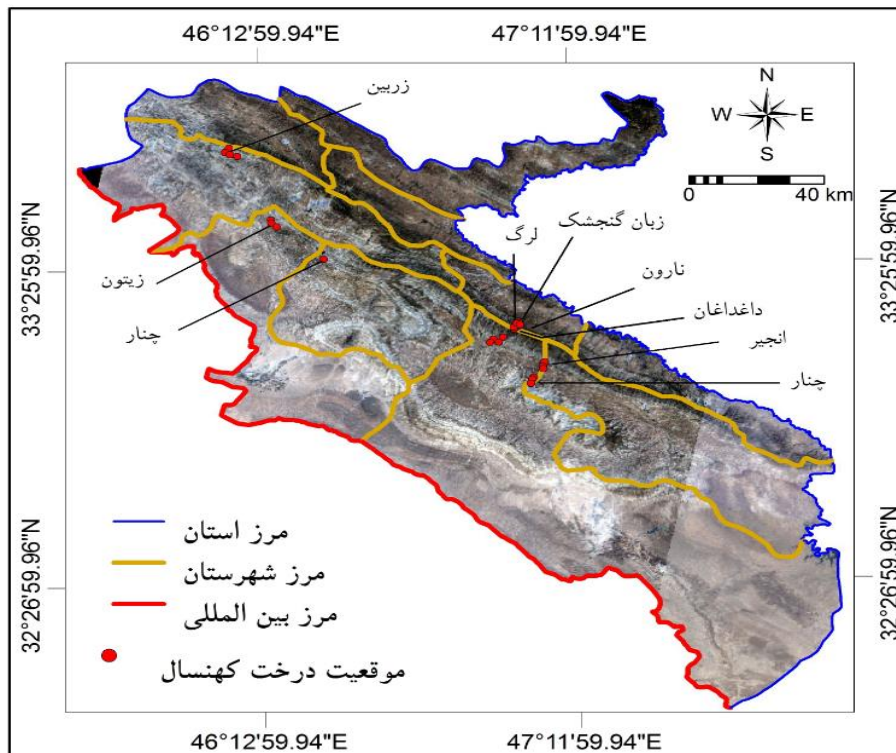 46°12'59.94"E
47°11'59.94"E
زربین
N
W
E
S
0
40 km
زبان گنجشک
لرگ
نارون
داغداغان
انجیر
چنار
زیتون
چنار
33°25'59.96"N
33°25'59.96"N
32°26'59.96"N
32°26'59.96"N
مرز استان
مرز شهرستان
مرز بین المللی
موقعیت درخت کهنسال
46°12'59.94"E
47°11'59.94"E